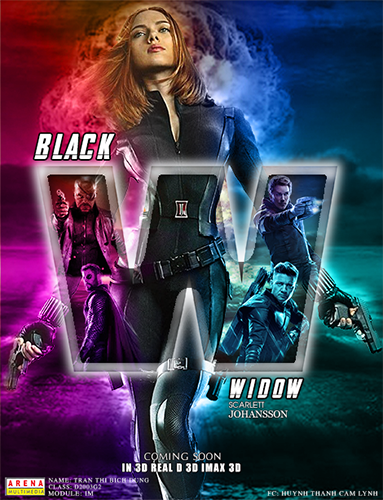 BLACK
W
WIDOW
SCARLETT
JOHANSSON
COMING SOON
IN 3D REAL D 3D IMAX 3D
ARENA
MULTIMEDIA
NAME: TRAN THI BICH DUNG
CLASS: D2003G2
MODULE: IM
FC: HUYNH THANH CAM LYNH